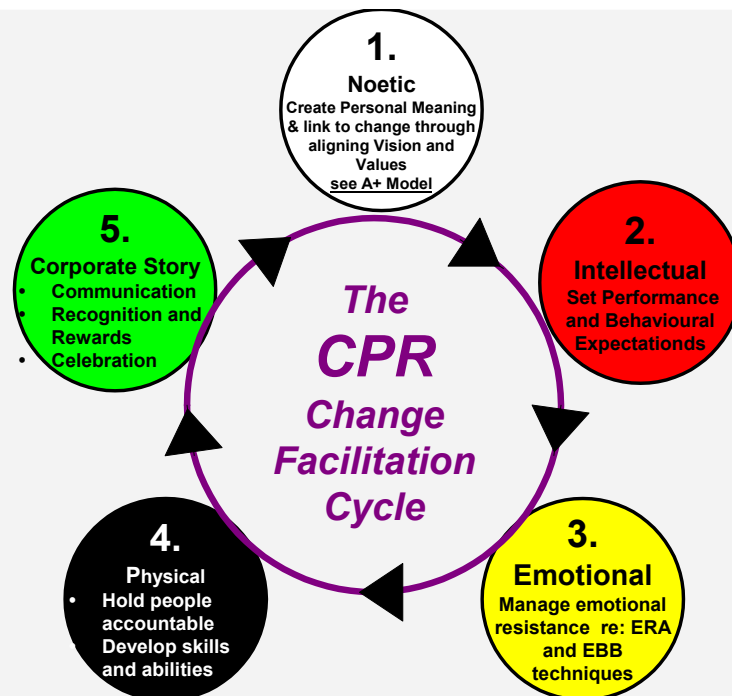 1.
Noetic
Create Personal Meaning
& link to change through
aligning Vision and
Values
see A+ Model
2.
Intellectual
Set Performance
and Behavioural
Expectationds
3.
Emotional
Manage emotional
resistance re: ERA
and EBB
techniques
4.
Physical
• Hold people
accountable
• Develop skills
and abilities
5.
Corporate Story
• Communication
• Recognition and
Rewards
• Celebration
The
CPR
Change
Facilitation
Cycle